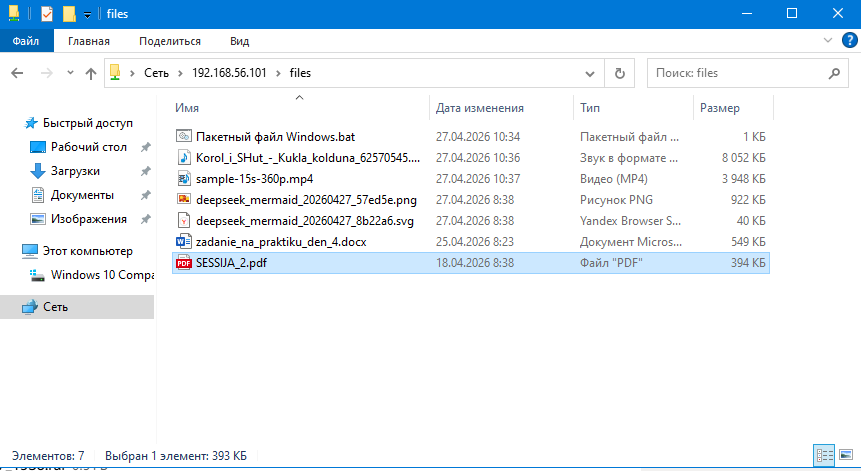 files
Файл Главная Поделиться Вид
Сеть 192.168.56.101 files Поиск: files
Имя Дата изменения Тип Размер
Быстрый доступ
Рабочий стол
Загрузки
Документы
Изображения
Этот компьютер
Windows 10 Compa
Сеть
Пакетный файл Windows.bat 27.04.2026 10:34 Пакетный файл ... 1 КБ
Korol_i_SHut_-_Kukla_kolduna_62570545.... 27.04.2026 10:36 Звук в формате ... 8 052 КБ
sample-15s-360p.mp4 27.04.2026 10:37 Видео (MP4) 3 948 КБ
deepseek_mermaid_20260427_57ed5e.png 27.04.2026 8:38 Рисунок PNG 922 КБ
deepseek_mermaid_20260427_8b22a6.svg 27.04.2026 8:38 Yandex Browser S... 40 КБ
zadanie_na_praktiku_den_4.docx 25.04.2026 8:23 Документ Micros... 549 КБ
PDF SESSIJA_2.pdf 18.04.2026 8:38 Файл "PDF" 394 КБ
Элементов: 7 Выбран 1 элемент: 393 КБ